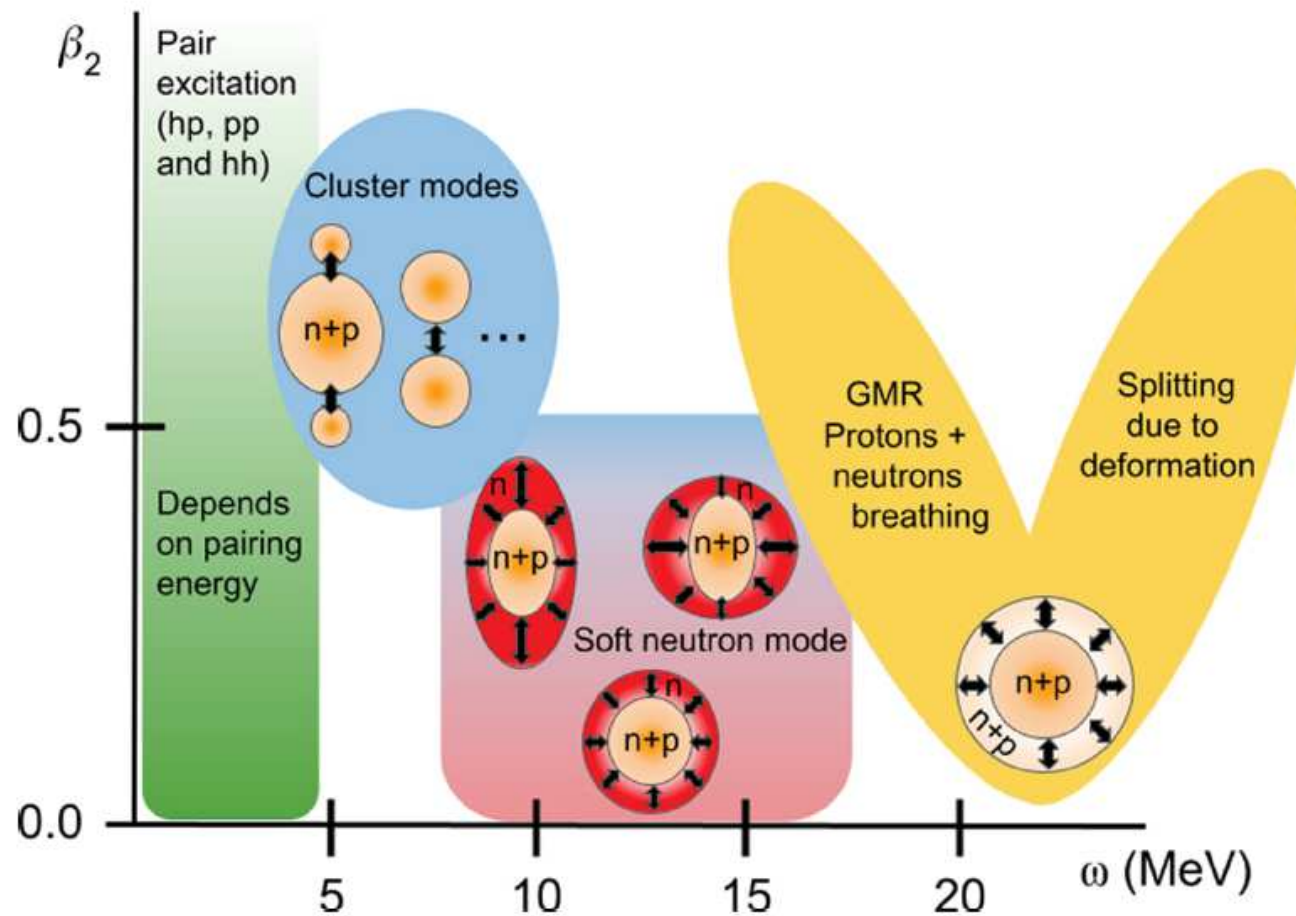 β₂
Pair
excitation
(hp, pp
and hh)
Depends
on pairing
energy
Cluster modes
n+p
...
n
n+p
n
n+p
Soft neutron mode
n
n+p
GMR
Protons +
neutrons
breathing
Splitting
due to
deformation
n+p
n+p
0.5
0.0
5
10
15
20
ω (MeV)